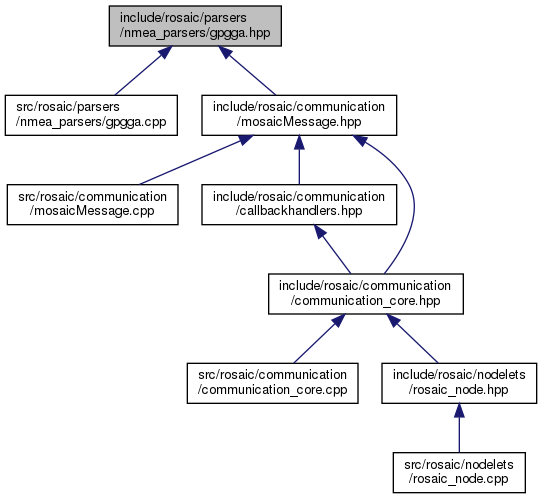 include/rosaic/parsers
/nmea_parsers/gpgga.hpp
src/rosaic/parsers
/nmea_parsers/gpgga.cpp
include/rosaic/communication
/mosaicMessage.hpp
src/rosaic/communication
/mosaicMessage.cpp
include/rosaic/communication
/callbackhandlers.hpp
include/rosaic/communication
/communication_core.hpp
src/rosaic/communication
/communication_core.cpp
include/rosaic/nodelets
/rosaic_node.hpp
src/rosaic/nodelets
/rosaic_node.cpp